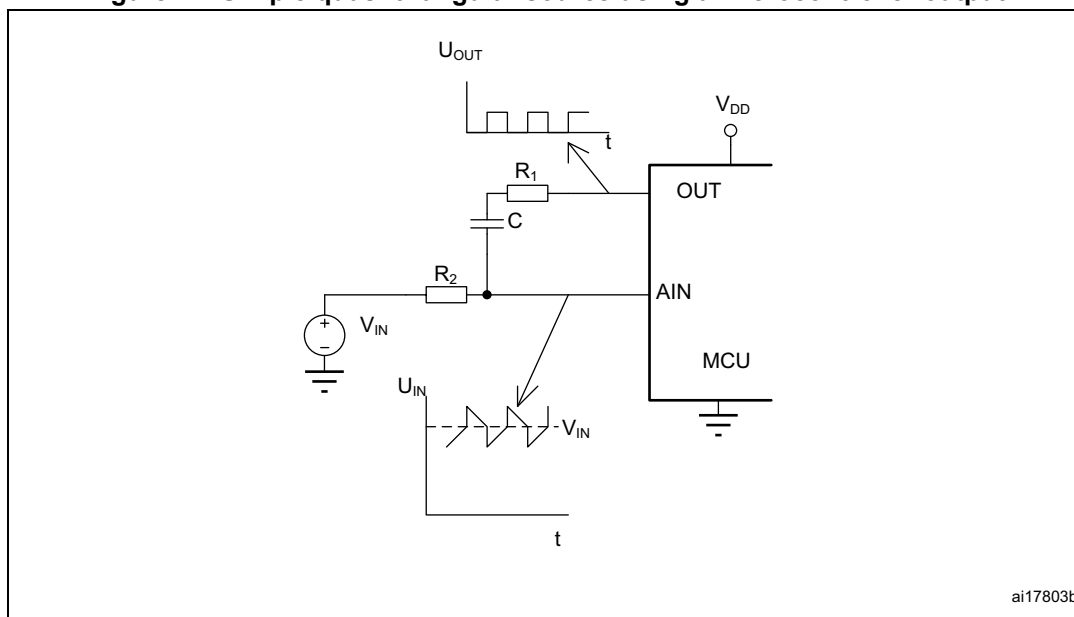 U_OUT
V_DD
t
R_1
OUT
C
R_2
AIN
V_IN
MCU
U_IN
V_IN
t
ai17803b